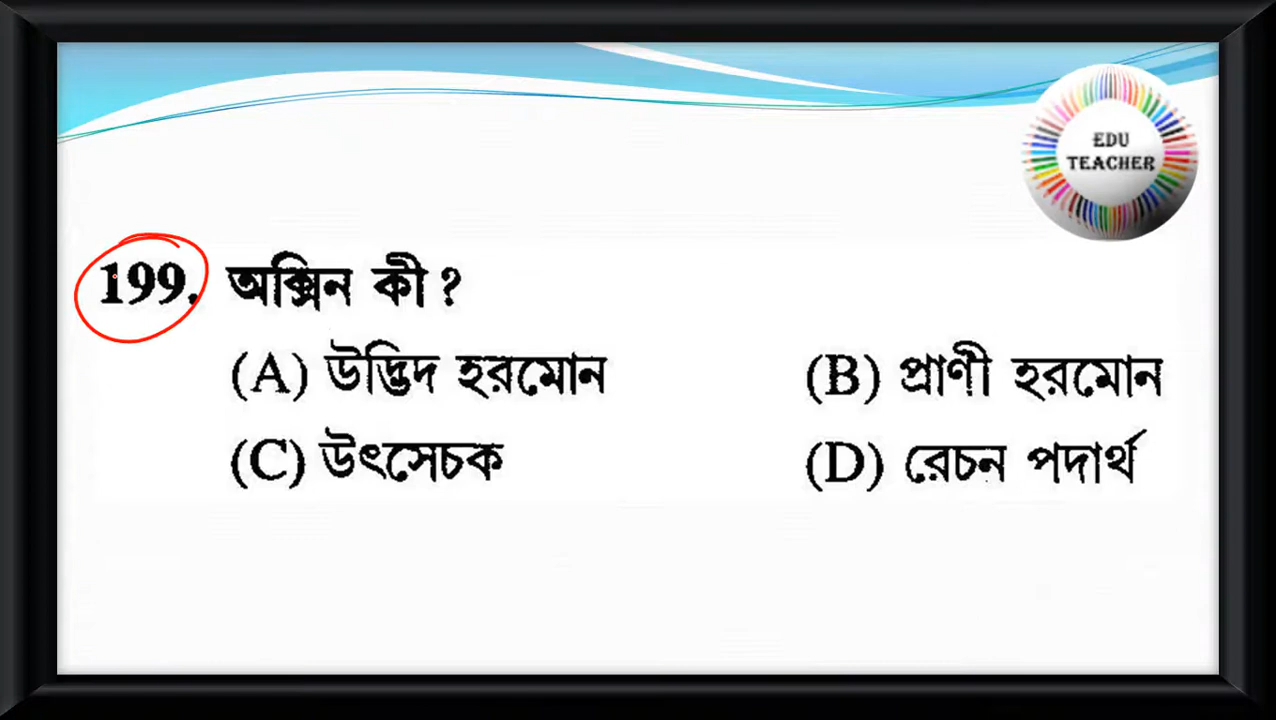 EDU
TEACHER
199. অক্সিন কী?
(A) উদ্ভিদ হরমোন (B) প্রাণী হরমোন
(C) উৎসেচক (D) রেচন পদার্থ